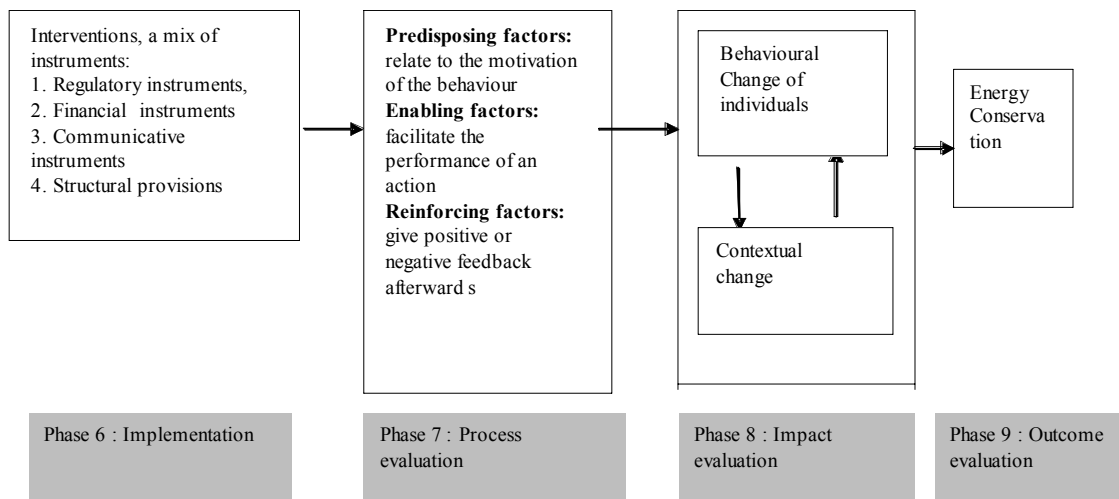 Interventions, a mix of
instruments:
1. Regulatory instruments,
2. Financial instruments
3. Communicative
instruments
4. Structural provisions
Predisposing factors:
relate to the motivation
of the behaviour
Enabling factors:
facilitate the
performance of an
action
Reinforcing factors:
give positive or
negative feedback
afterward s
Behavioural
Change of
individuals
Contextual
change
Energy
Conserva
tion
Phase 6 : Implementation
Phase 7 : Process
evaluation
Phase 8 : Impact
evaluation
Phase 9 : Outcome
evaluation